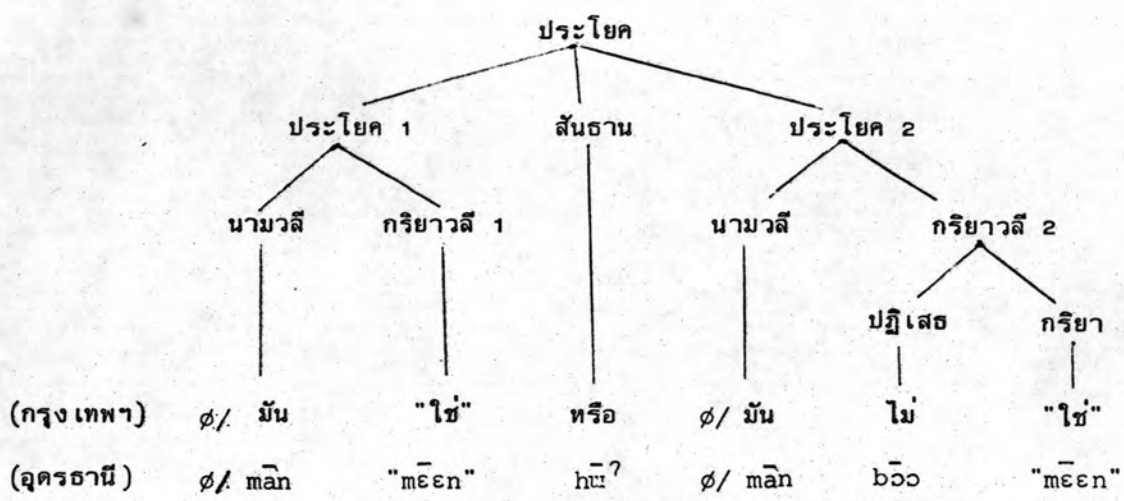 ประโยค
ประโยค 1 สันธาน ประโยค 2
นามวลี กริยาวลี 1 นามวลี กริยาวลี 2
ปฏิเสธ กริยา
(กรุงเทพฯ) ø/ มัน "ใช่" หรือ ø/ มัน ไม่ "ใช่"
(อุดรธานี) ø/ mān "mɛ̄ɛn" hɯ̄ʔ ø/ mān bɔ̄ɔ "mɛ̄ɛn"